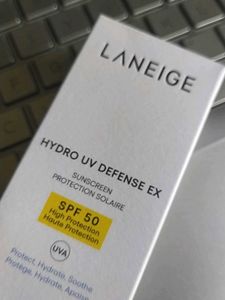 LANEIGE
HYDRO UV DEFENSE EX
SUNSCREEN
PROTECTION SOLAIRE
SPF 50
High Protection
Haute Protection
UVA
Protect, Hydrate, Soothe
Protège, Hydrate, Apaise